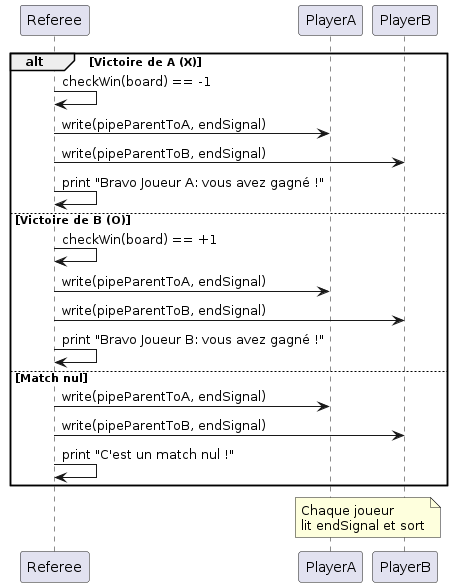 Referee PlayerA PlayerB
alt [Victoire de A (X)]
checkWin(board) == -1
write(pipeParentToA, endSignal)
write(pipeParentToB, endSignal)
print "Bravo Joueur A: vous avez gagné !"
[Victoire de B (O)]
checkWin(board) == +1
write(pipeParentToA, endSignal)
write(pipeParentToB, endSignal)
print "Bravo Joueur B: vous avez gagné !"
[Match nul]
write(pipeParentToA, endSignal)
write(pipeParentToB, endSignal)
print "C'est un match nul !"
Chaque joueur
lit endSignal et sort
Referee PlayerA PlayerB